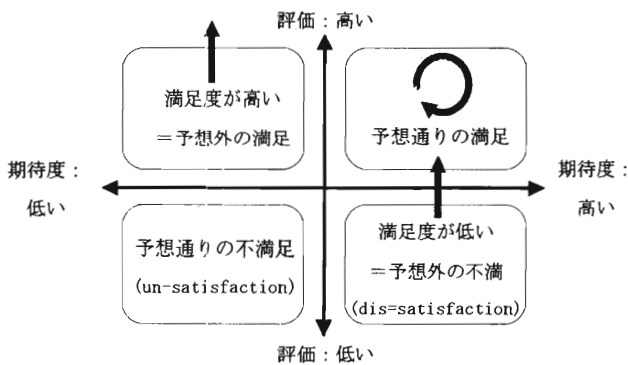 評価：高い
満足度が高い
＝予想外の満足
予想通りの満足
期待度：
低い
期待度：
高い
予想通りの不満足
(un-satisfaction)
満足度が低い
＝予想外の不満
(dis=satisfaction)
評価：低い